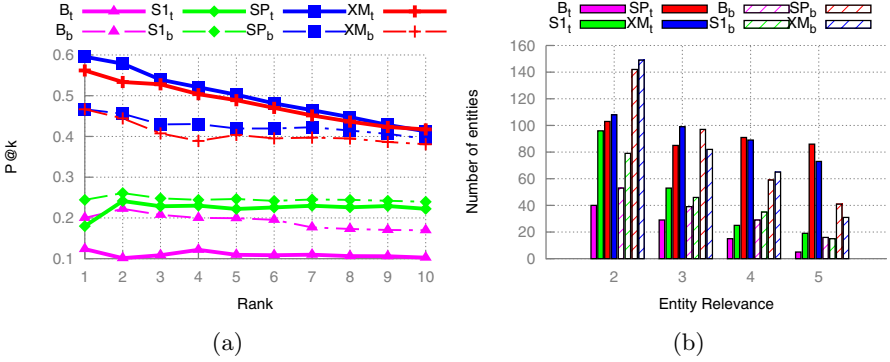 B_t S1_t SP_t XM_t
B_b S1_b SP_b XM_b
0.6
0.5
0.4
0.3
0.2
0.1
P @k
1 2 3 4 5 6 7 8 9 10
Rank
(a)
B_t SP_t B_b SP_b
S1_t XM_t S1_b XM_b
160
140
120
100
80
60
40
20
0
Number of entities
2 3 4 5
Entity Relevance
(b)